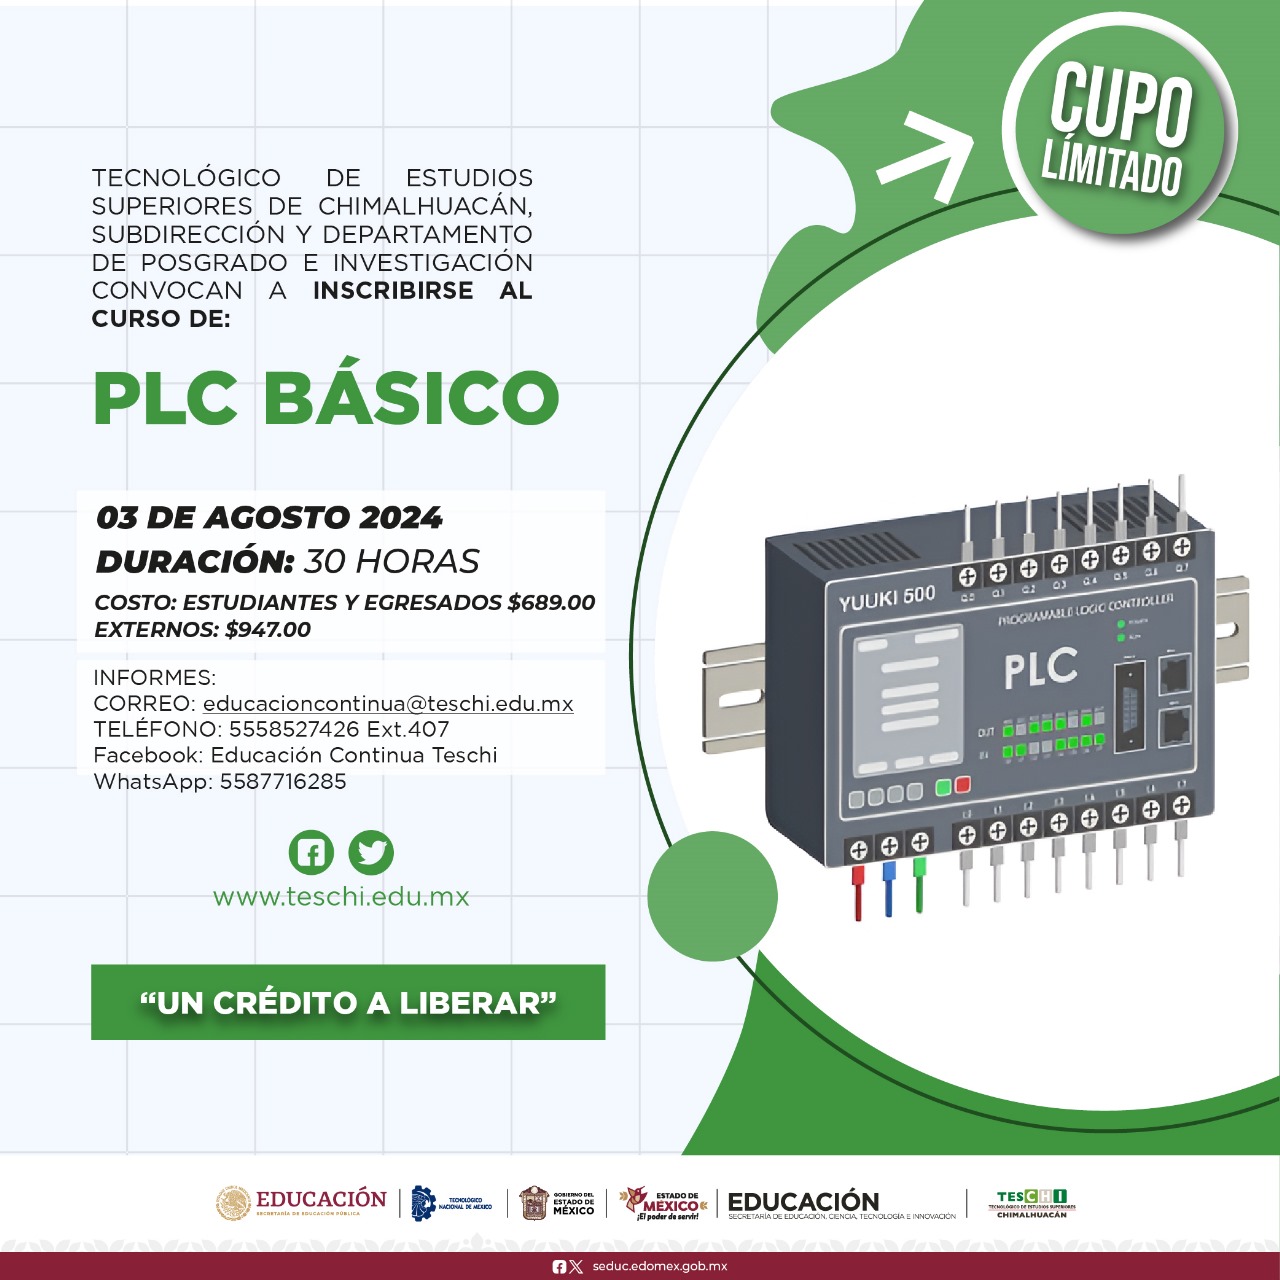 CUPO
LÍMITADO
TECNOLÓGICO DE ESTUDIOS
SUPERIORES DE CHIMALHUACÁN,
SUBDIRECCIÓN Y DEPARTAMENTO
DE POSGRADO E INVESTIGACIÓN
CONVOCAN A INSCRIBIRSE AL
CURSO DE:
PLC BÁSICO
03 DE AGOSTO 2024
DURACIÓN: 30 HORAS
COSTO: ESTUDIANTES Y EGRESADOS $689.00
EXTERNOS: $947.00
INFORMES:
CORREO: educacioncontinua@teschi.edu.mx
TELÉFONO: 5558527426 Ext.407
Facebook: Educación Continua Teschi
WhatsApp: 5587716285
www.teschi.edu.mx
“UN CRÉDITO A LIBERAR”
YUUKI 500
PROGRAMABLE LOGIC CONTROLLER
PLC
OUT
EDUCACIÓN
SECRETARÍA DE EDUCACIÓN PÚBLICA
TECNOLÓGICO
NACIONAL DE MÉXICO
GOBIERNO DEL
ESTADO DE
MÉXICO
ESTADO DE
MÉXICO
¡El poder de servir!
EDUCACIÓN
SECRETARÍA DE EDUCACIÓN, CIENCIA, TECNOLOGÍA E INNOVACIÓN
TESCHI
TECNOLÓGICO DE ESTUDIOS SUPERIORES
CHIMALHUACÁN
seduc.edomex.gob.mx